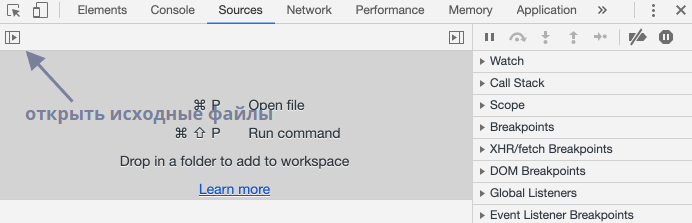 Elements Console Sources Network Performance Memory Application »
Watch
Call Stack
Scope
Breakpoints
XHR/fetch Breakpoints
DOM Breakpoints
Global Listeners
Event Listener Breakpoints
открыть исходные файлы
⌘ P Open file
⌘ ⇧ P Run command
Drop in a folder to add to workspace
Learn more